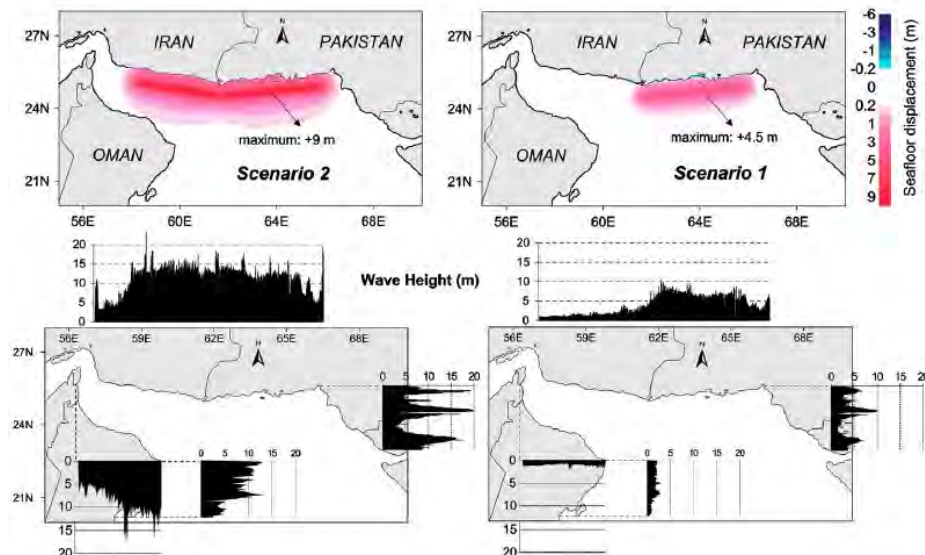 27N
24N
21N
IRAN
PAKISTAN
OMAN
N
maximum: +9 m
Scenario 2
56E 60E 64E 68E
27N
24N
21N
IRAN
PAKISTAN
OMAN
N
maximum: +4.5 m
Scenario 1
56E 60E 64E 68E
-6
-3
-1
-0.2
0
0.2
1
3
5
7
9
Seafloor displacement (m)
20
15
10
5
0
Wave Height (m)
20
15
10
5
0
56E 59E 62E 65E 68E
27N
24N
21N
N
0 5 10 15 20
0
5
10
15
20
0 5 10 15 20
56E 59E 62E 65E 68E
27N
24N
21N
N
0 5 10 15 20
0
5
10
15
20
0 5 10 15 20